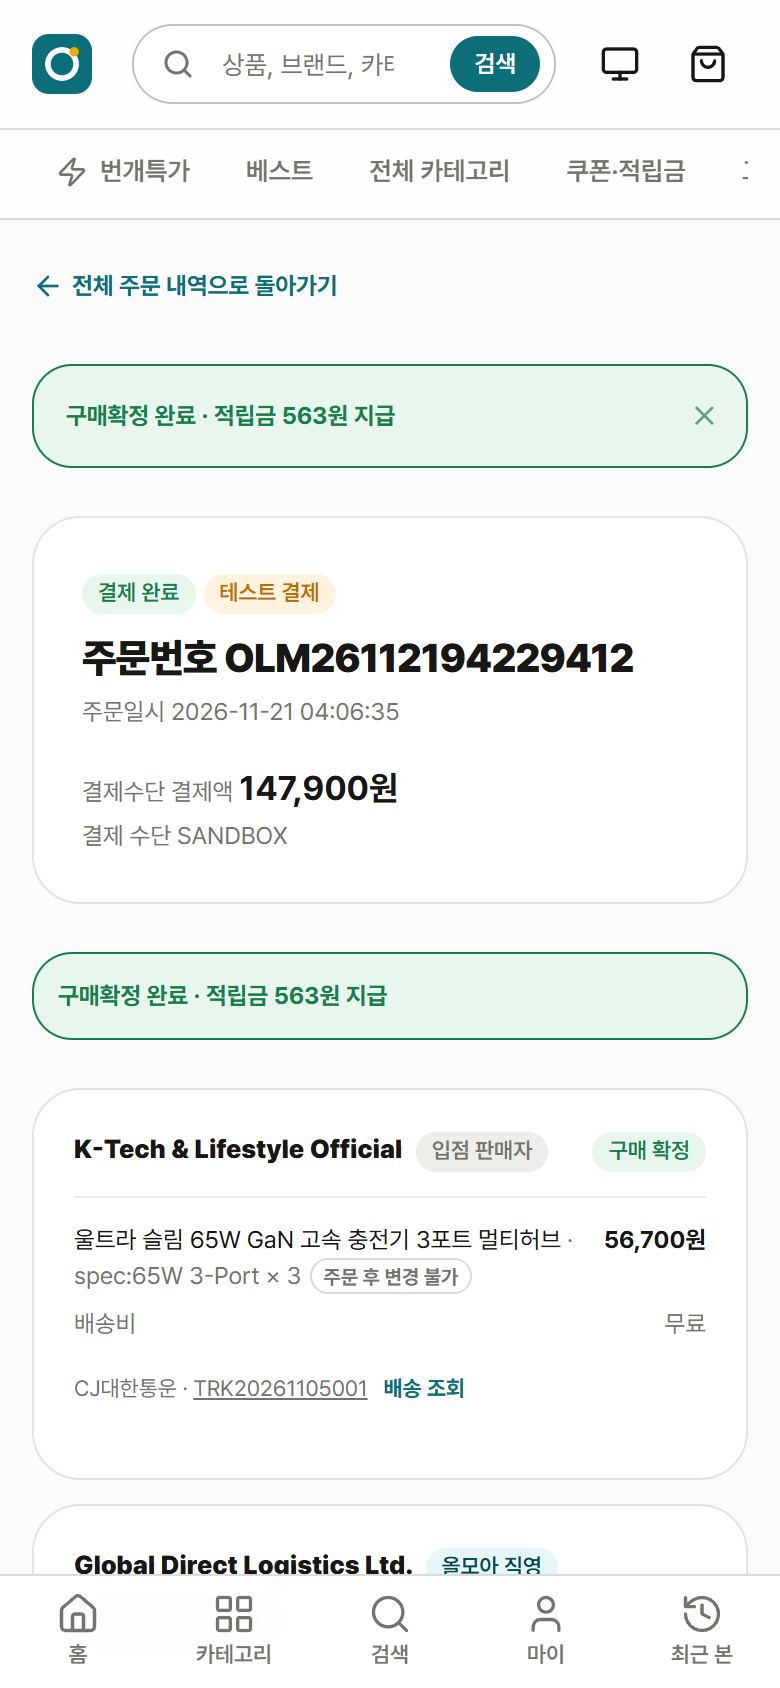 상품, 브랜드, 카
검색
번개특가
베스트
전체 카테고리
쿠폰·적립금
전체 주문 내역으로 돌아가기
구매확정 완료 · 적립금 563원 지급
결제 완료
테스트 결제
주문번호 OLM26112194229412
주문일시 2026-11-21 04:06:35
결제수단 결제액 147,900원
결제 수단 SANDBOX
구매확정 완료 · 적립금 563원 지급
K-Tech & Lifestyle Official 입점 판매자 구매 확정
울트라 슬림 65W GaN 고속 충전기 3포트 멀티허브 · 56,700원
spec:65W 3-Port × 3 주문 후 변경 불가
배송비 무료
CJ대한통운 · TRK20261105001 배송 조회
Global Direct Logistics Ltd. 올모아 직영
홈
카테고리
검색
마이
최근 본